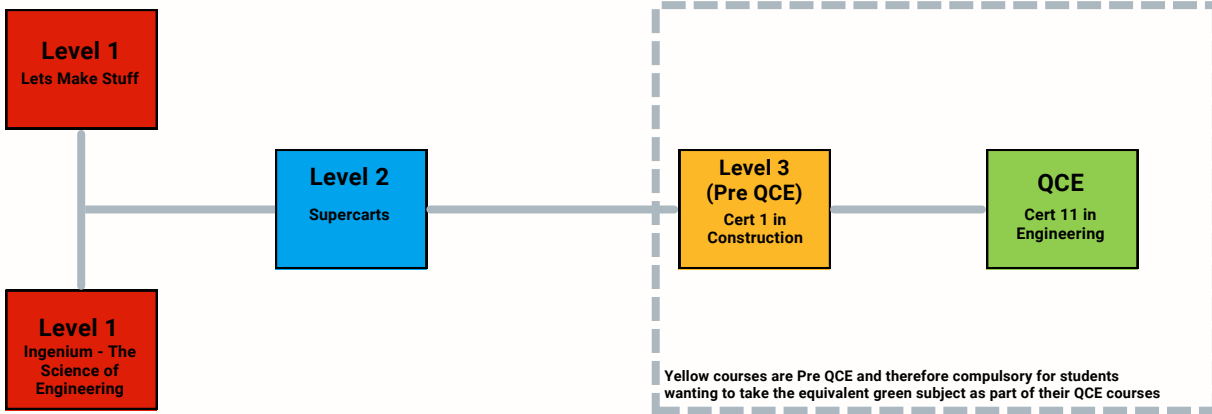 Level 1
Lets Make Stuff
Level 2
Supercarts
Level 3
(Pre QCE)
Cert 1 in
Construction
QCE
Cert 11 in
Engineering
Level 1
Ingenium - The
Science of
Engineering
Yellow courses are Pre QCE and therefore compulsory for students
wanting to take the equivalent green subject as part of their QCE courses